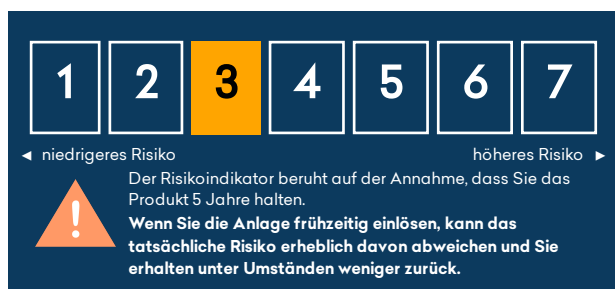 1 2 3 4 5 6 7
◄ niedrigeres Risiko höheres Risiko ►
Der Risikoindikator beruht auf der Annahme, dass Sie das
Produkt 5 Jahre halten.
Wenn Sie die Anlage frühzeitig einlösen, kann das
tatsächliche Risiko erheblich davon abweichen und Sie
erhalten unter Umständen weniger zurück.
!